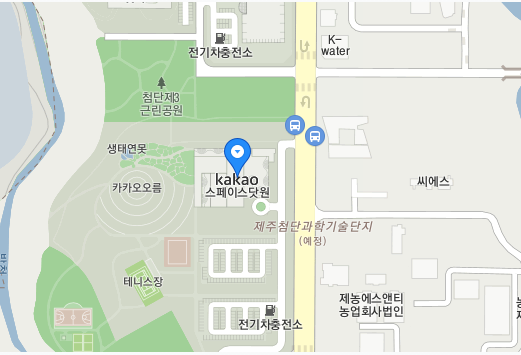 K-
water
전기차충전소
첨단제3
근린공원
생태연못
kakao
스페이스닷원
카카오오름
씨에스
제주첨단과학기술단지
(예정)
테니스장
제농에스앤티
농업회사법인
전기차충전소